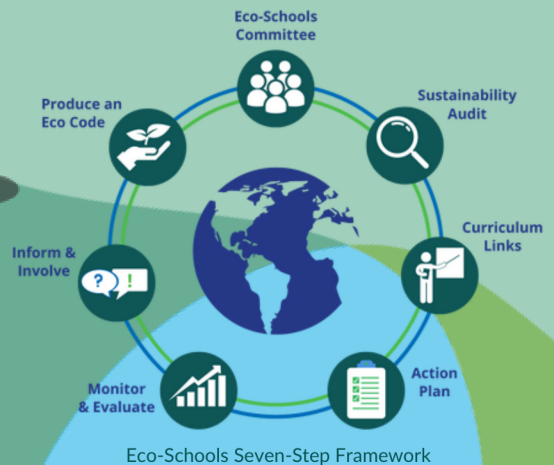 Eco-Schools
Committee
Sustainability
Audit
Curriculum
Links
Action
Plan
Monitor
& Evaluate
Inform &
Involve
? !
Produce an
Eco Code
Eco-Schools Seven-Step Framework